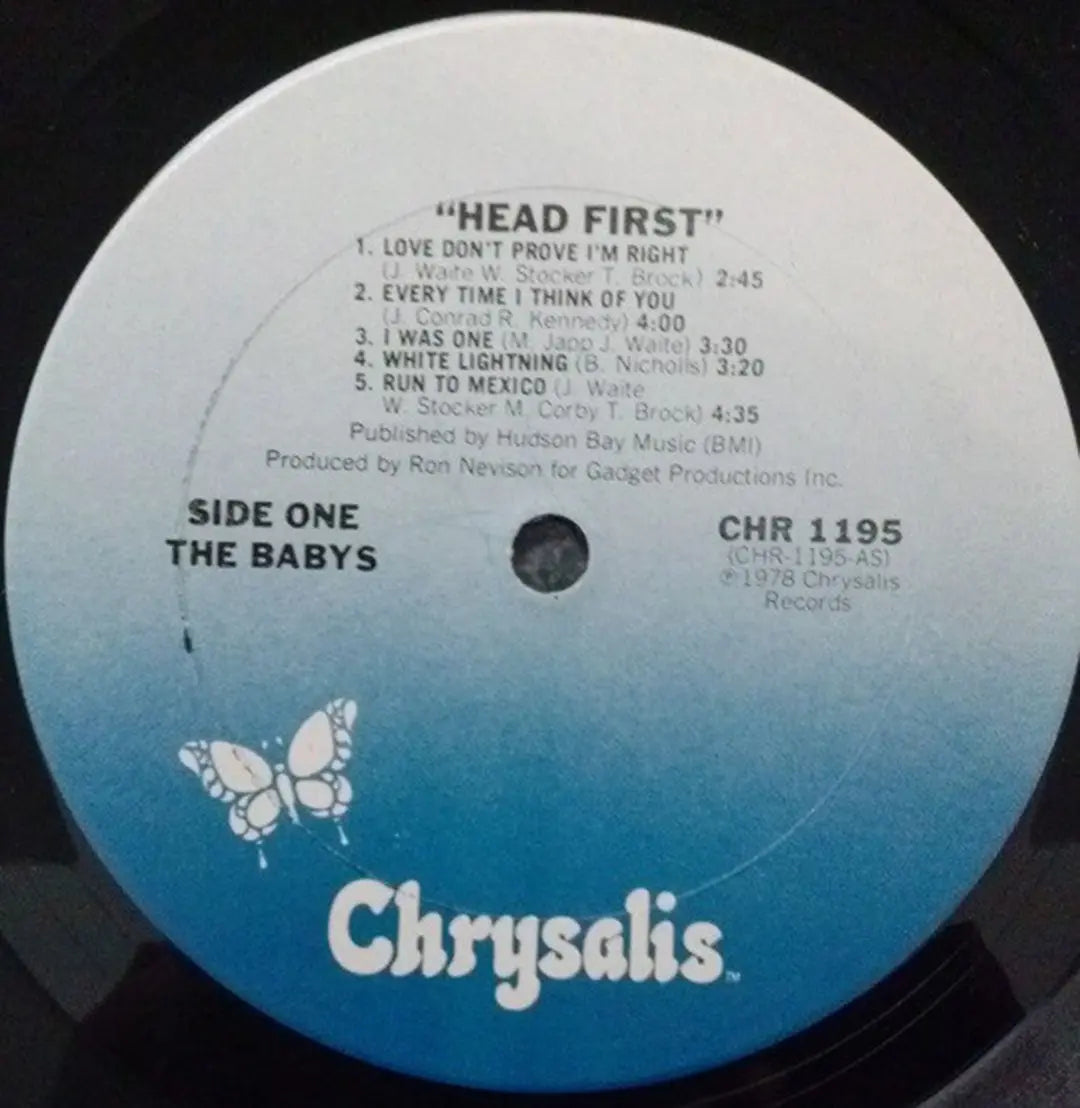 “HEAD FIRST”
1. LOVE DON'T PROVE I'M RIGHT
(J. Waite W. Stocker T. Brock) 2:45
2. EVERY TIME I THINK OF YOU
(J. Conrad R. Kennedy) 4:00
3. I WAS ONE (M. Japp J. Waite) 3:30
4. WHITE LIGHTNING (B. Nicholls) 3:20
5. RUN TO MEXICO (J. Waite
W. Stocker M. Corby T. Brock) 4:35
Published by Hudson Bay Music (BMI)
Produced by Ron Nevison for Gadget Productions Inc.
SIDE ONE
THE BABYS
CHR 1195
(CHR-1195-AS)
℗1978 Chrysalis
Records
Chrysalis™